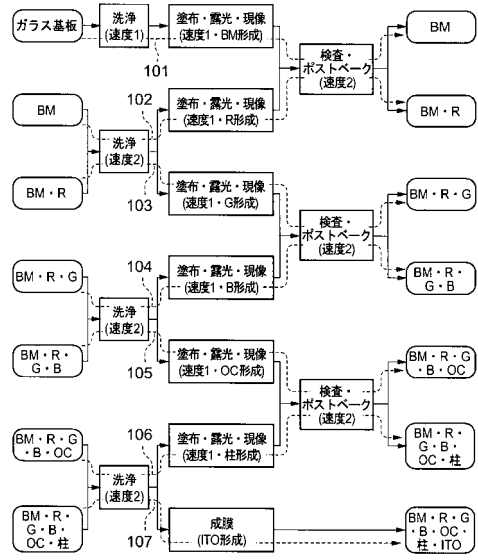 ガラス基板
洗浄
(速度1)
塗布・露光・現像
(速度1・BM形成)
101
検査・
ポストベーク
(速度2)
BM
BM・R
BM
BM・R
洗浄
(速度2)
102
103
塗布・露光・現像
(速度1・R形成)
塗布・露光・現像
(速度1・G形成)
検査・
ポストベーク
(速度2)
BM・R・G
BM・R・
G・B
BM・R・G
BM・R・
G・B
洗浄
(速度2)
104
105
塗布・露光・現像
(速度1・B形成)
塗布・露光・現像
(速度1・OC形成)
検査・
ポストベーク
(速度2)
BM・R・G
・B・OC
BM・R・
G・B・
OC・柱
BM・R・G
・B・OC
BM・R・
G・B・
OC・柱
洗浄
(速度2)
106
107
塗布・露光・現像
(速度1・柱形成)
成膜
(ITO形成)
BM・R・G
・B・OC・
柱・ITO